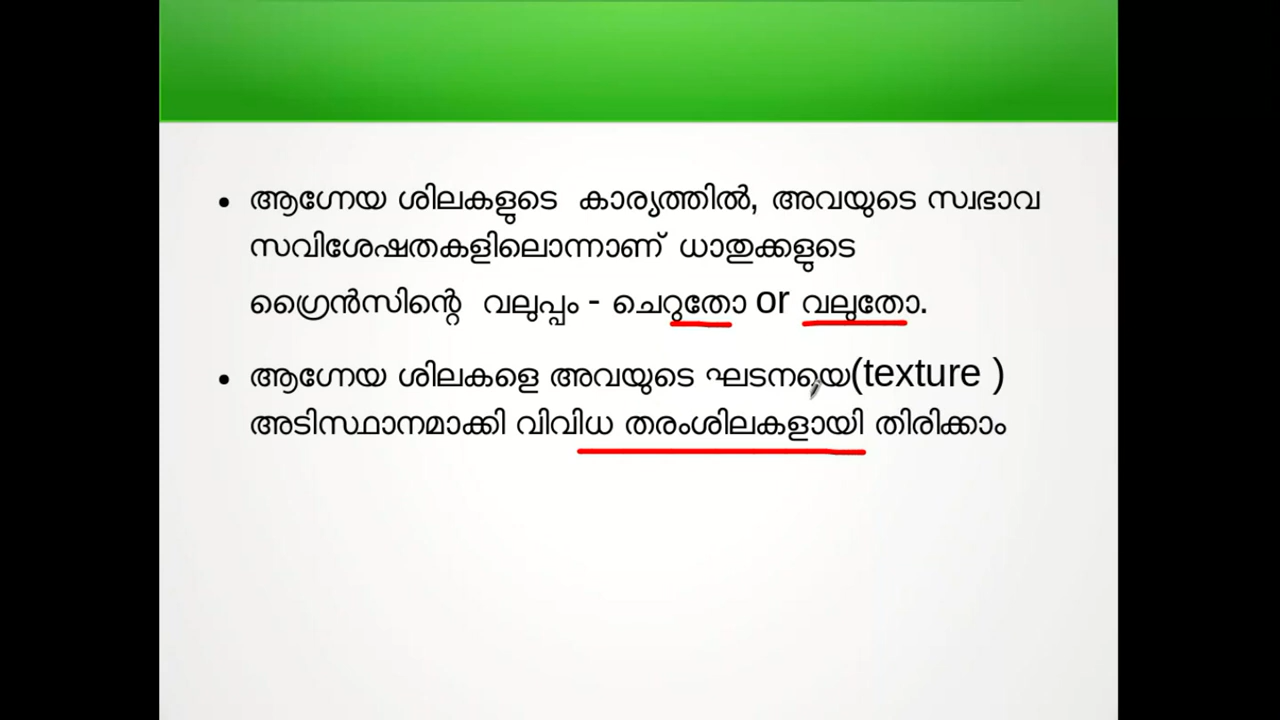 • ആഗ്നേയ ശിലകളുടെ കാര്യത്തിൽ, അവയുടെ സ്വഭാവ
സവിശേഷതകളിലൊന്നാണ് ധാതുക്കളുടെ
ഗ്രൈൻസിന്റെ വലുപ്പം - ചെറുതോ or വലുതോ.
• ആഗ്നേയ ശിലകളെ അവയുടെ ഘടനയെ(texture )
അടിസ്ഥാനമാക്കി വിവിധ തരംശിലകളായി തിരിക്കാം